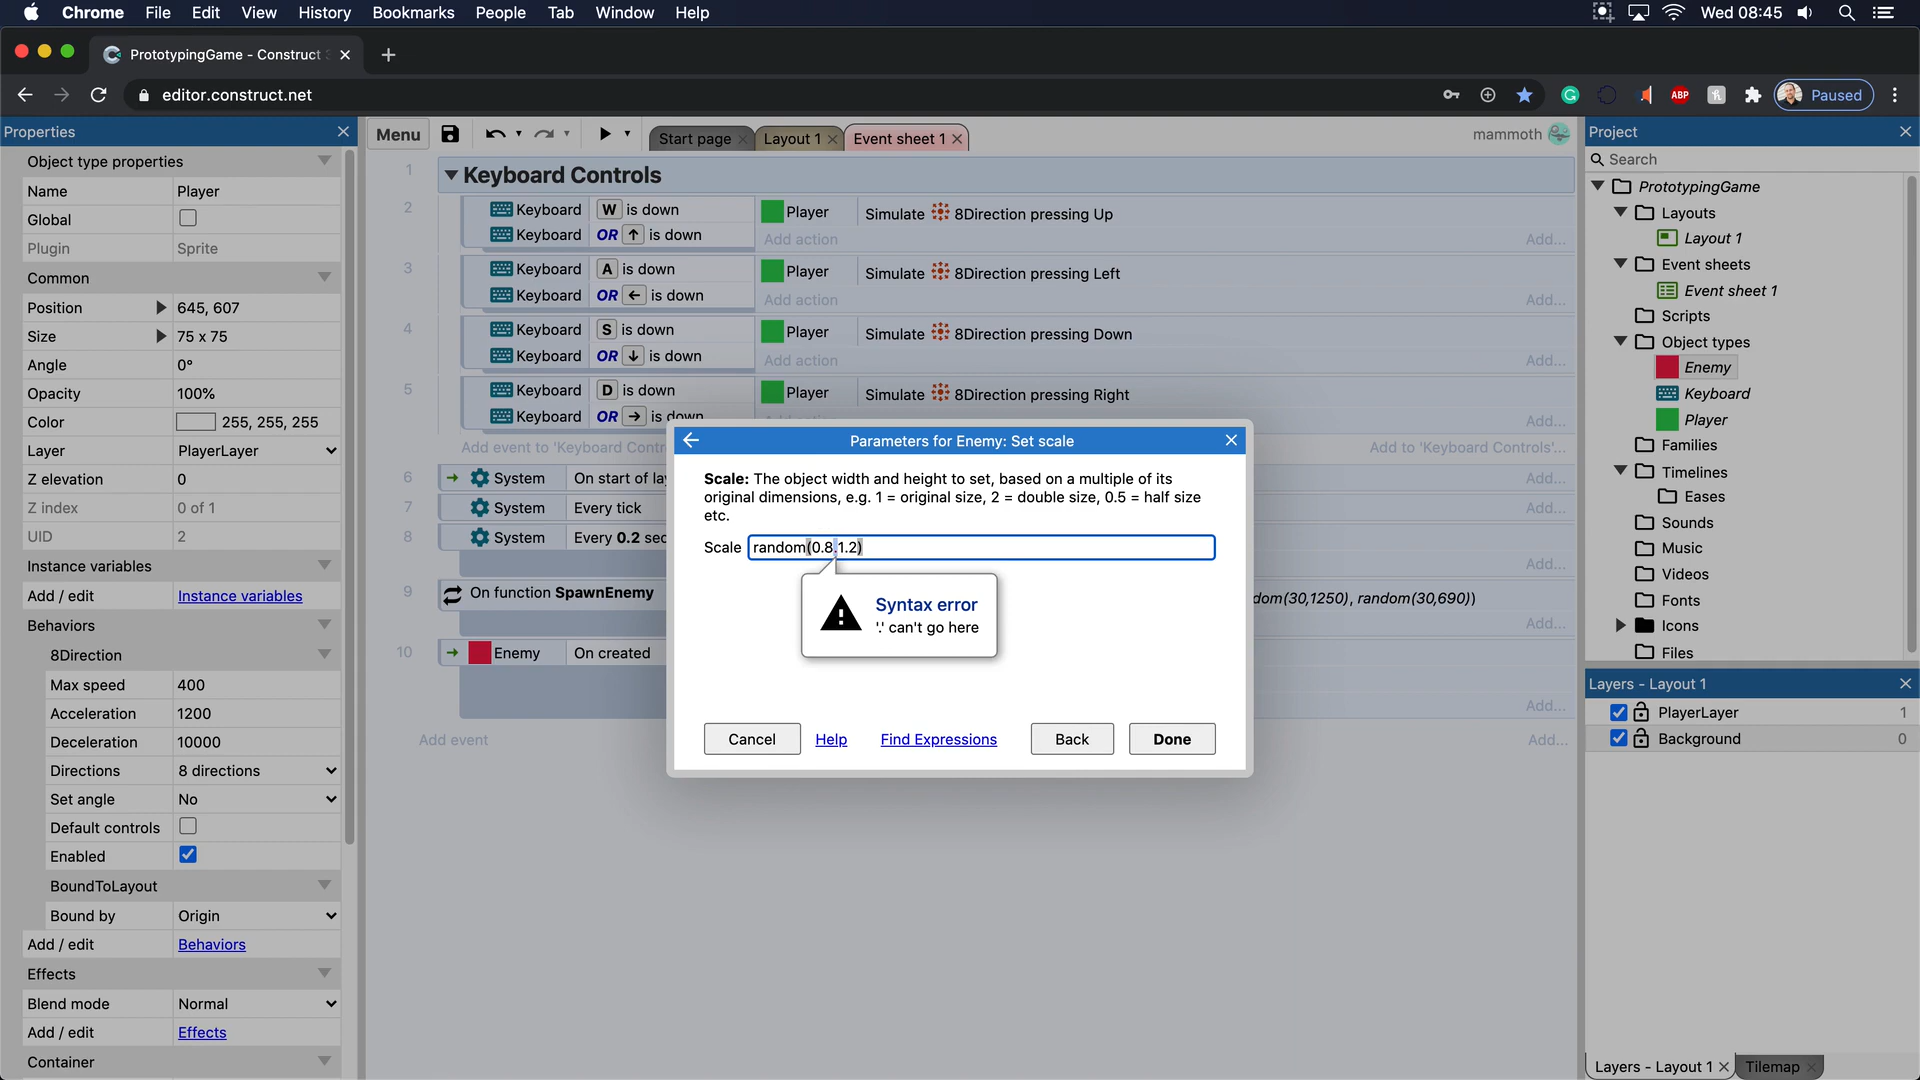 Chrome File Edit View History Bookmarks People Tab Window Help Wed 08:45
PrototypingGame - Construct 3
editor.construct.net
ABP Paused
Properties
Object type properties
Name Player
Global
Plugin Sprite
Common
Position 645, 607
Size 75 x 75
Angle 0°
Opacity 100%
Color 255, 255, 255
Layer PlayerLayer
Z elevation 0
Z index 0 of 1
UID 2
Instance variables
Add / edit Instance variables
Behaviors
8Direction
Max speed 400
Acceleration 1200
Deceleration 10000
Directions 8 directions
Set angle No
Default controls
Enabled
BoundToLayout
Bound by Origin
Add / edit Behaviors
Effects
Blend mode Normal
Add / edit Effects
Container
Menu Start page Layout 1 Event sheet 1 mammoth
1 Keyboard Controls
2 Keyboard W is down Player Simulate 8Direction pressing Up
Keyboard OR ↑ is down Add action Add...
3 Keyboard A is down Player Simulate 8Direction pressing Left
Keyboard OR ← is down Add action Add...
4 Keyboard S is down Player Simulate 8Direction pressing Down
Keyboard OR ↓ is down Add action Add...
5 Keyboard D is down Player Simulate 8Direction pressing Right
Keyboard OR → is down Add...
Add event to 'Keyboard Contr Add to 'Keyboard Controls'...
6 System On start of lay Add...
7 System Every tick Add...
8 System Every 0.2 sec
Add...
9 On function SpawnEnemy dom(30,1250), random(30,690))
Add...
10 Enemy On created
Add...
Add event Add...
Parameters for Enemy: Set scale
Scale: The object width and height to set, based on a multiple of its
original dimensions, e.g. 1 = original size, 2 = double size, 0.5 = half size
etc.
Scale random(0.8.1.2)
Syntax error
'.' can't go here
Cancel Help Find Expressions Back Done
Project
Search
PrototypingGame
Layouts
Layout 1
Event sheets
Event sheet 1
Scripts
Object types
Enemy
Keyboard
Player
Families
Timelines
Eases
Sounds
Music
Videos
Fonts
Icons
Files
Layers - Layout 1
PlayerLayer 1
Background 0
Layers - Layout 1 Tilemap